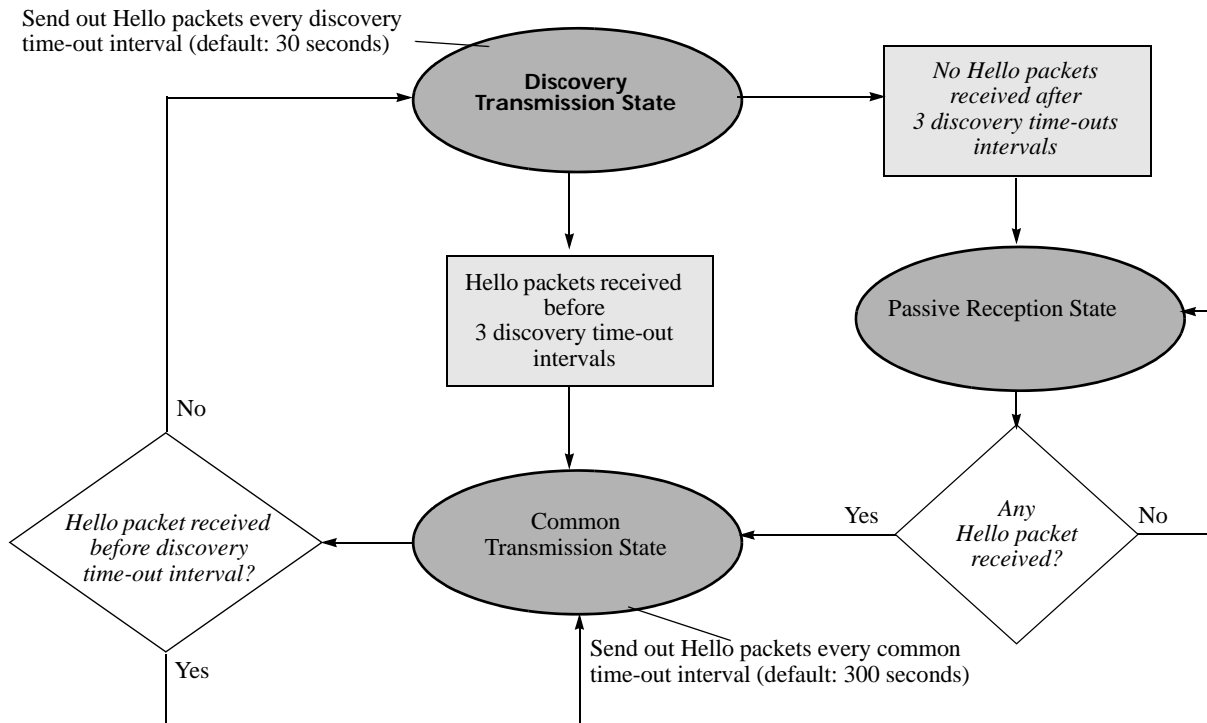 Send out Hello packets every discovery
time-out interval (default: 30 seconds)
Discovery
Transmission State
No Hello packets
received after
3 discovery time-outs
intervals
Hello packets received
before
3 discovery time-out
intervals
Passive Reception State
No
Hello packet received
before discovery
time-out interval?
Common
Transmission State
Yes
Any
Hello packet
received?
No
Send out Hello packets every common
time-out interval (default: 300 seconds)
Yes